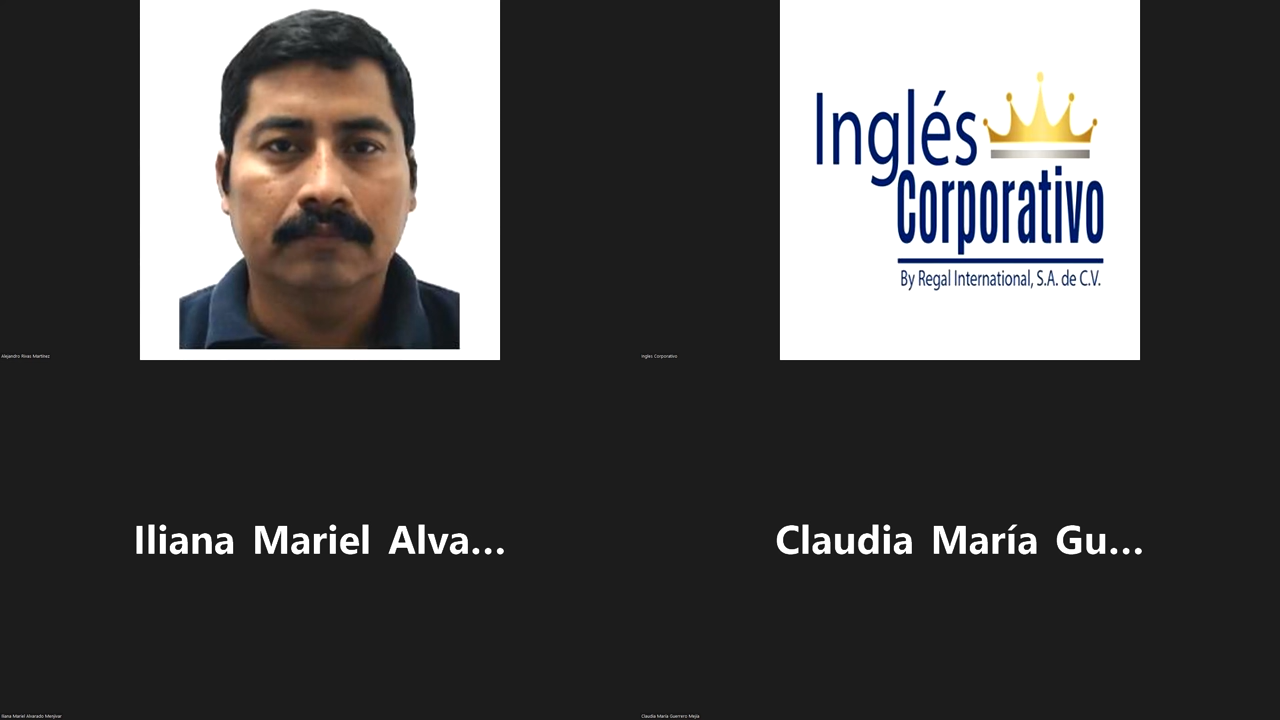 Inglés
Corporativo
By Regal International, S.A. de C.V.
Alejandro Rivas Martínez
Ingles Corporativo
Iliana Mariel Alva...
Claudia María Gu...
Iliana Mariel Alvarado Menjivar
Claudia María Guerrero Mejía